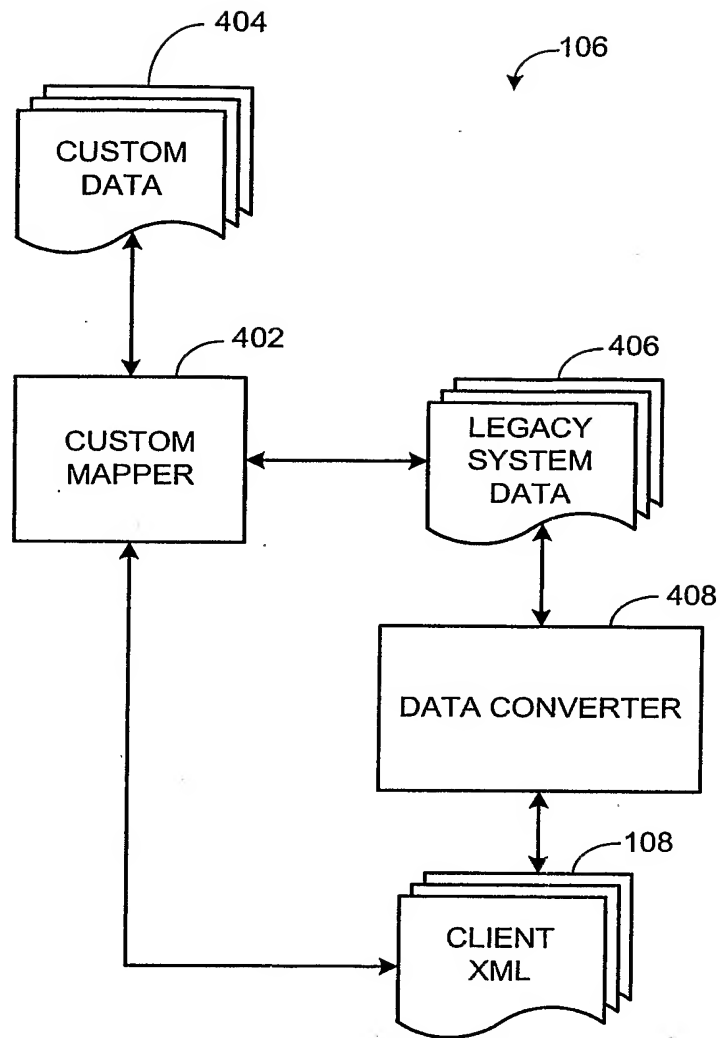 404
106
CUSTOM
DATA
402
CUSTOM
MAPPER
406
LEGACY
SYSTEM
DATA
408
DATA CONVERTER
108
CLIENT
XML